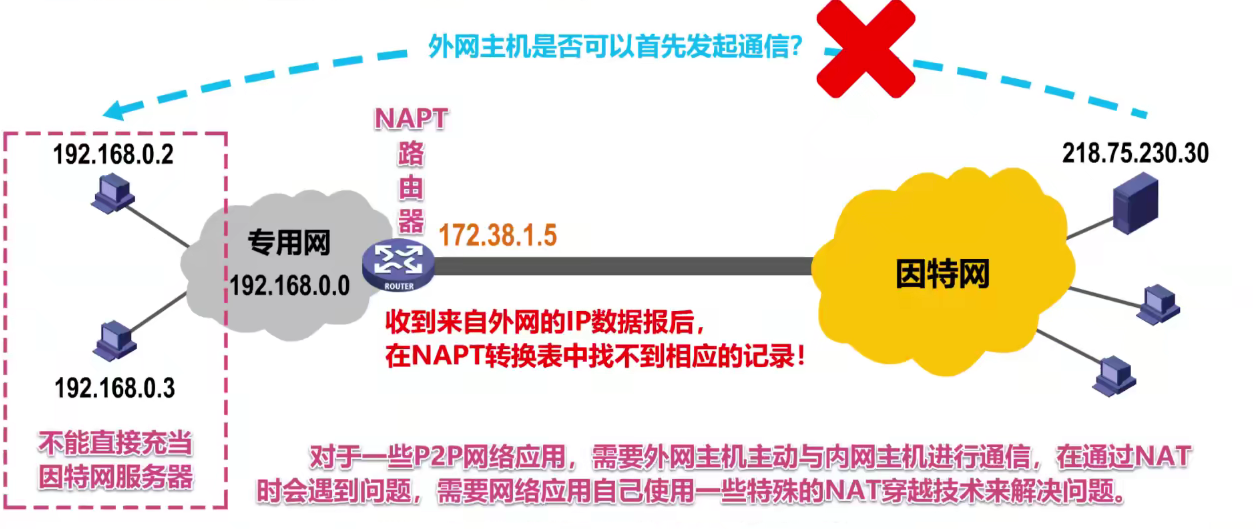 外网主机是否可以首先发起通信？
NAPT
路
由
器
192.168.0.2
218.75.230.30
172.38.1.5
专用网
192.168.0.0
ROUTER
因特网
收到来自外网的IP数据报后，
在NAPT转换表中找不到相应的记录！
192.168.0.3
不能直接充当
因特网服务器
对于一些P2P网络应用，需要外网主机主动与内网主机进行通信，在通过NAT
时会遇到问题，需要网络应用自己使用一些特殊的NAT穿越技术来解决问题。